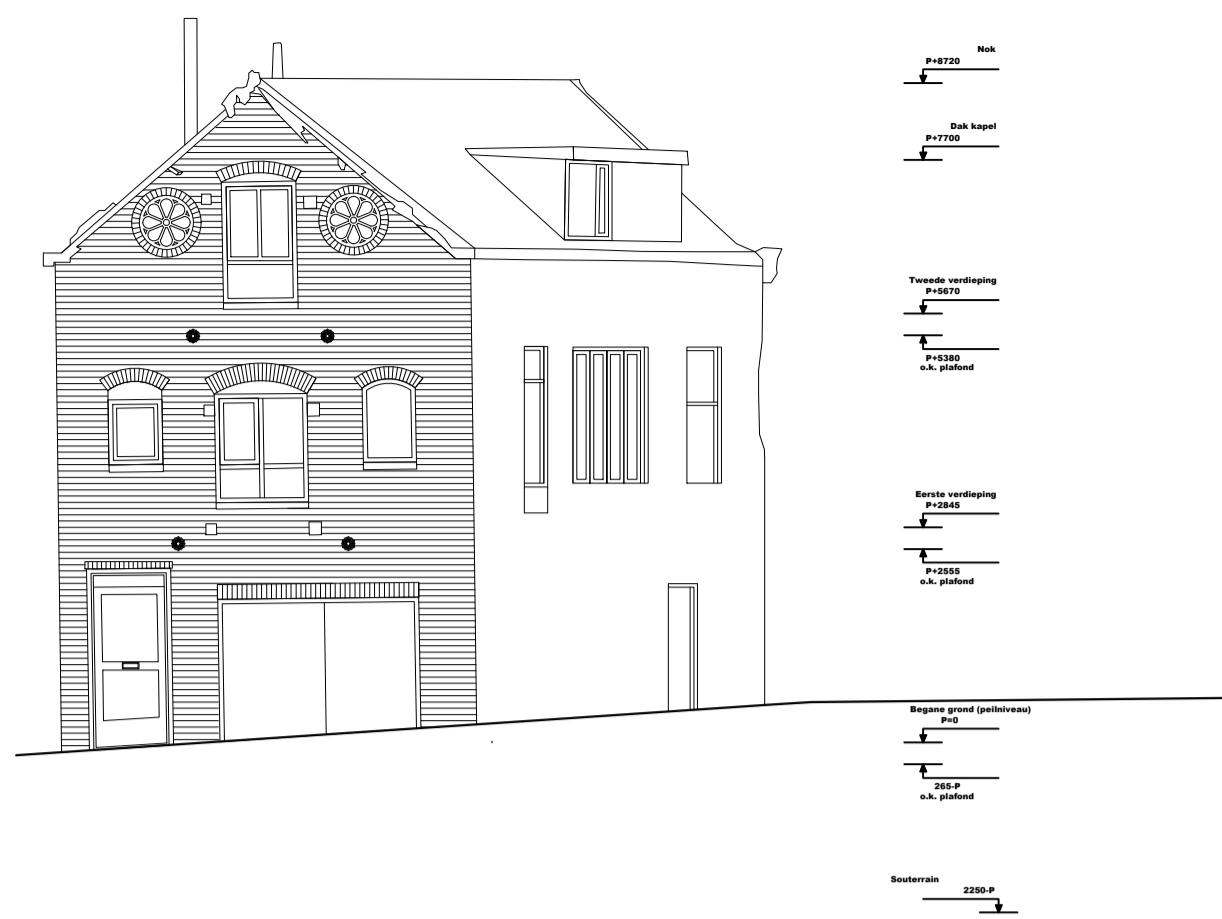 Nok
P+8720
Dak kapel
P+7700
Tweede verdieping
P+5670
P+5380
o.k. plafond
Eerste verdieping
P+2845
P+2555
o.k. plafond
Begane grond (peilniveau)
P=0
265-P
o.k. plafond
Souterrain
2250-P